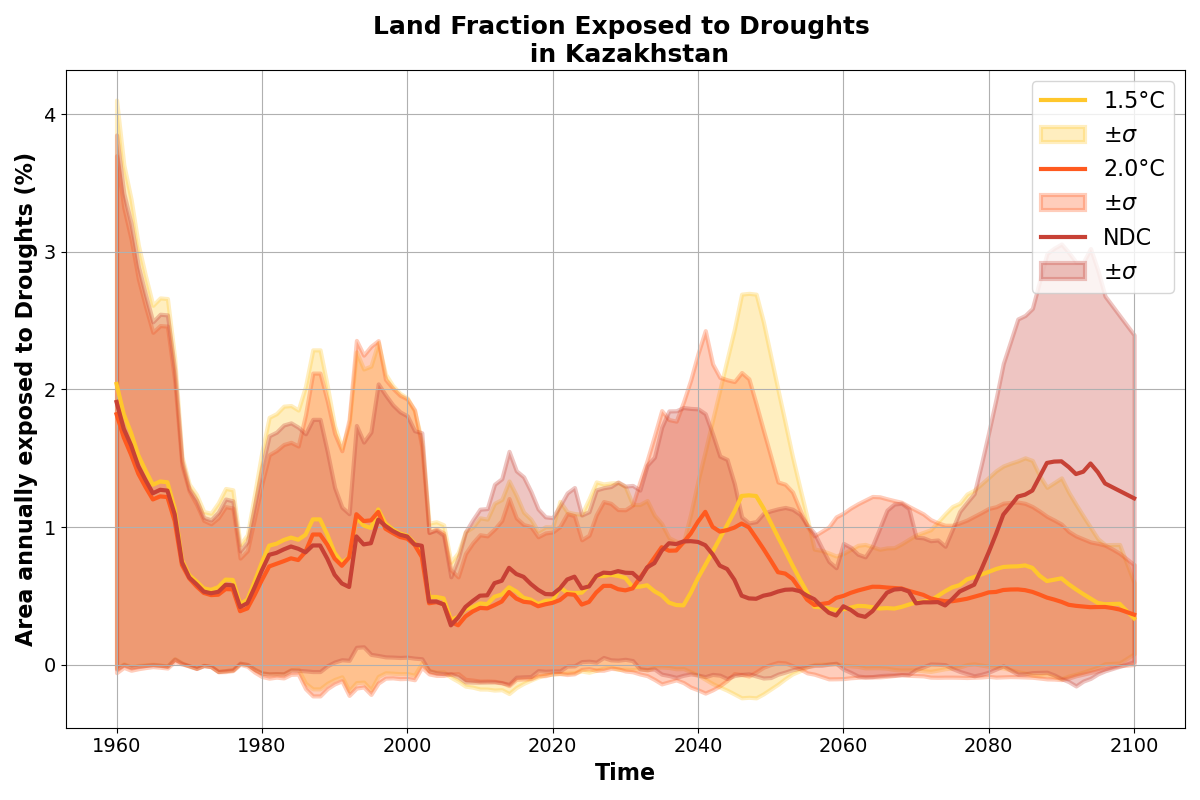 Land Fraction Exposed to Droughts
in Kazakhstan
Area annually exposed to Droughts (%)
4
3
2
1
0
1.5°C
±σ
2.0°C
±σ
NDC
±σ
1960
1980
2000
2020
2040
2060
2080
2100
Time